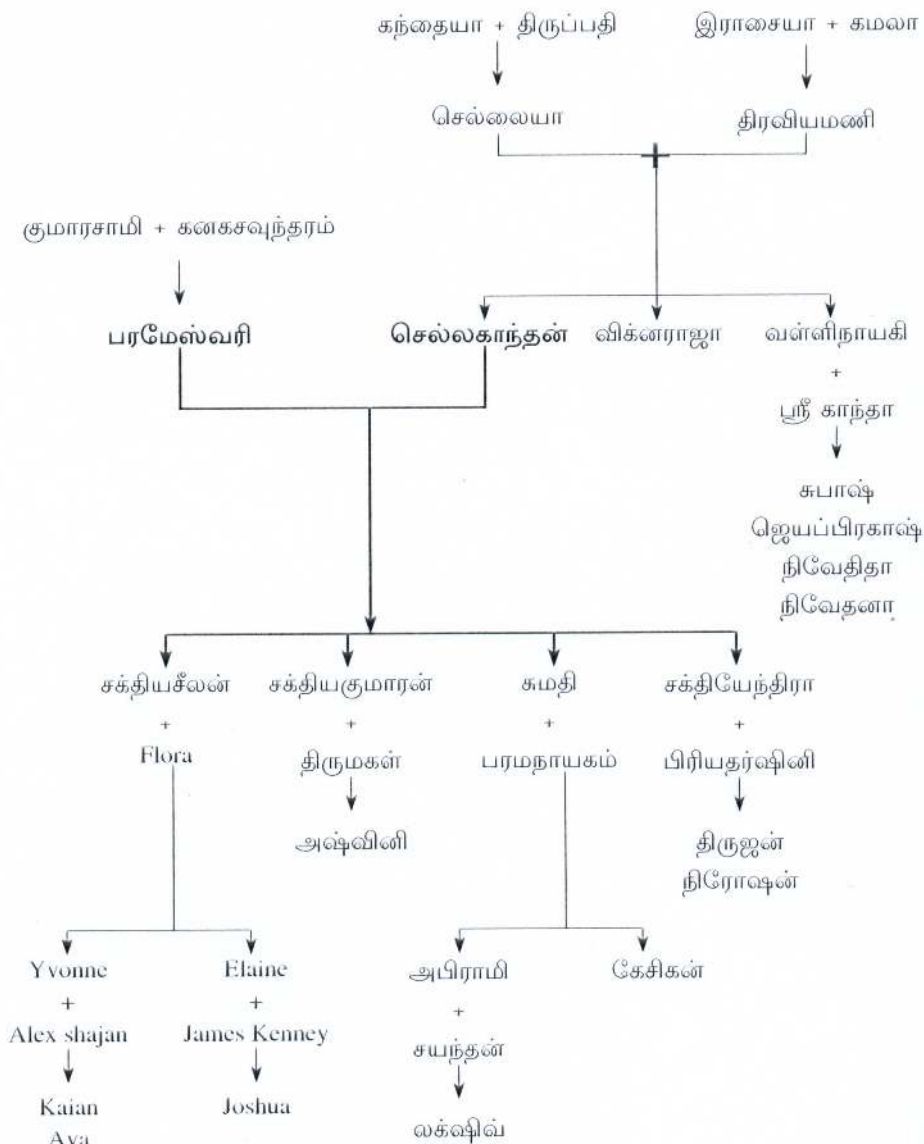 கந்தையா + திருப்பதி    இராசையா + கமலா
செல்லையா    திரவியமணி
+
குமாரசாமி + கனகசவுந்தரம்
பரமேஸ்வரி    செல்லகாந்தன்    விக்னராஜா    வள்ளிநாயகி
+
ஸ்ரீ காந்தா
சுபாஷ்
ஜெயப்பிரகாஷ்
நிவேதிதா
நிவேதனா
சக்தியசீலன்    சக்தியகுமாரன்    சுமதி    சக்தியேந்திரா
+    +    +    +
Flora    திருமகள்    பரமநாயகம்    பிரியதர்ஷினி
அஷ்வினி    திருஜன்
நிரோஷன்
Yvonne    Elaine    அபிராமி    கேசிகன்
+    +    +
Alex shajan    James Kenney    சயந்தன்
Kaian    Joshua    லக்‌ஷிவ்
Ava